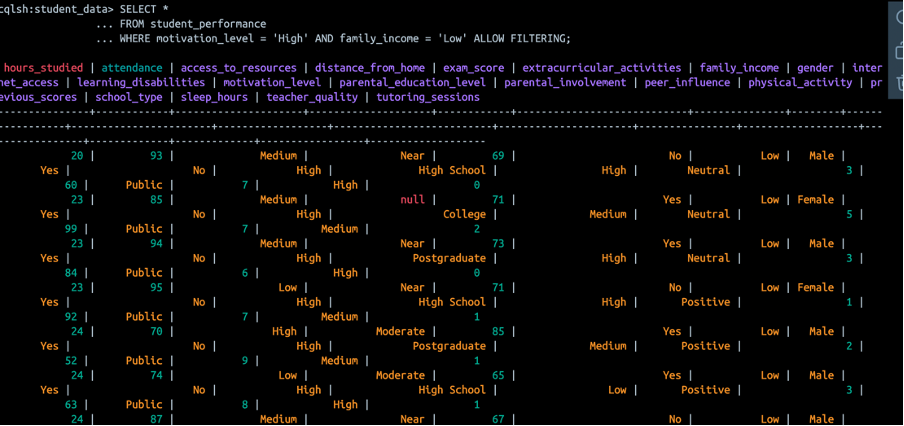 cqlsh:student_data> SELECT *
... FROM student_performance
... WHERE motivation_level = 'High' AND family_income = 'Low' ALLOW FILTERING;
hours_studied | attendance | access_to_resources | distance_from_home | exam_score | extracurricular_activities | family_income | gender | inter
net_access | learning_disabilities | motivation_level | parental_education_level | parental_involvement | peer_influence | physical_activity | pr
evious_scores | school_type | sleep_hours | teacher_quality | tutoring_sessions
---------------+------------+---------------------+--------------------+------------+----------------------------+---------------+--------+------
-----------+-----------------------+------------------+--------------------------+----------------------+----------------+-------------------+---
--------------+-------------+-------------+-----------------+-------------------
20 | 93 | Medium | Near | 69 | No | Low | Male |
Yes | No | High | High School | High | Neutral | 3 |
60 | Public | 7 | High | 0
23 | 85 | Medium | null | 71 | Yes | Low | Female |
Yes | No | High | College | Medium | Neutral | 5 |
99 | Public | 7 | Medium | 2
23 | 94 | Medium | Near | 73 | Yes | Low | Male |
Yes | No | High | Postgraduate | High | Neutral | 3 |
84 | Public | 6 | High | 0
23 | 95 | Low | Near | 71 | No | Low | Female |
Yes | No | High | High School | High | Positive | 1 |
92 | Public | 7 | Medium | 1
24 | 70 | High | Moderate | 85 | Yes | Low | Male |
Yes | No | High | Postgraduate | Medium | Positive | 2 |
52 | Public | 9 | Medium | 1
24 | 74 | Low | Moderate | 65 | Yes | Low | Male |
Yes | No | High | High School | Low | Positive | 3 |
63 | Public | 8 | High | 1
24 | 87 | Medium | Near | 67 | No | Low | Male |